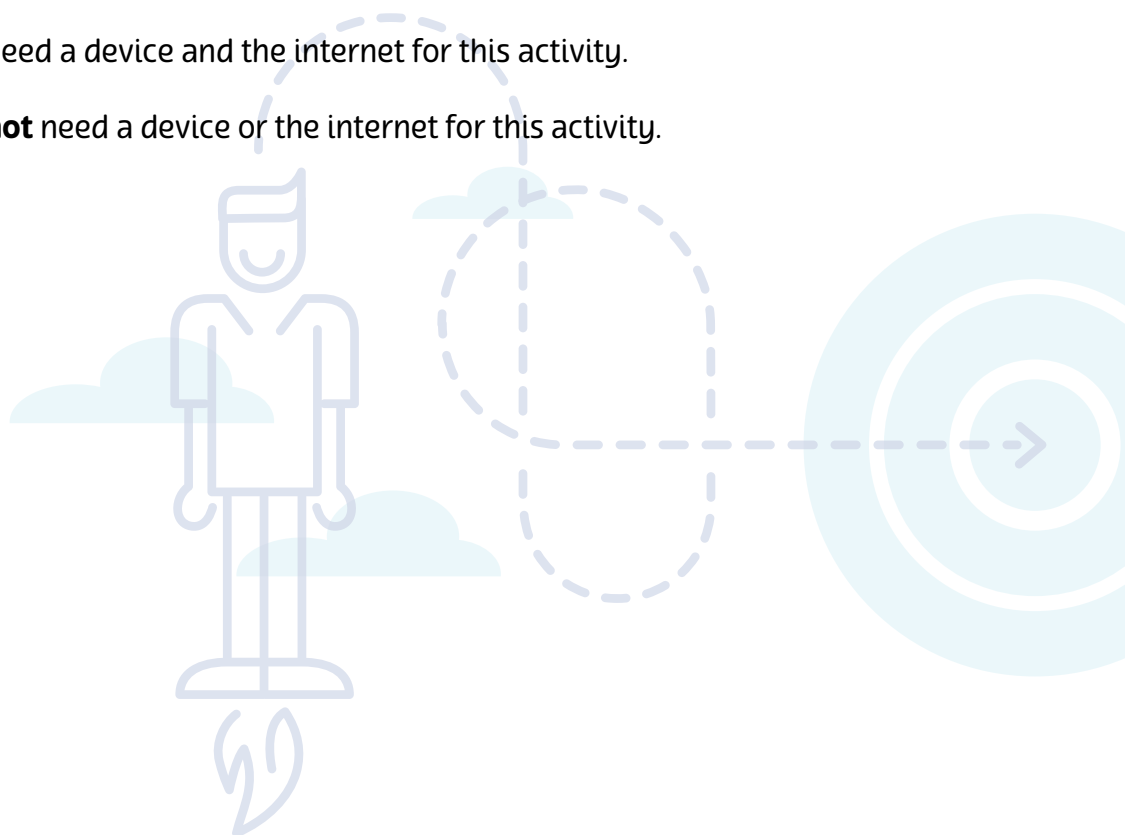 eed a device and the internet for this activity.
ot need a device or the internet for this activity.